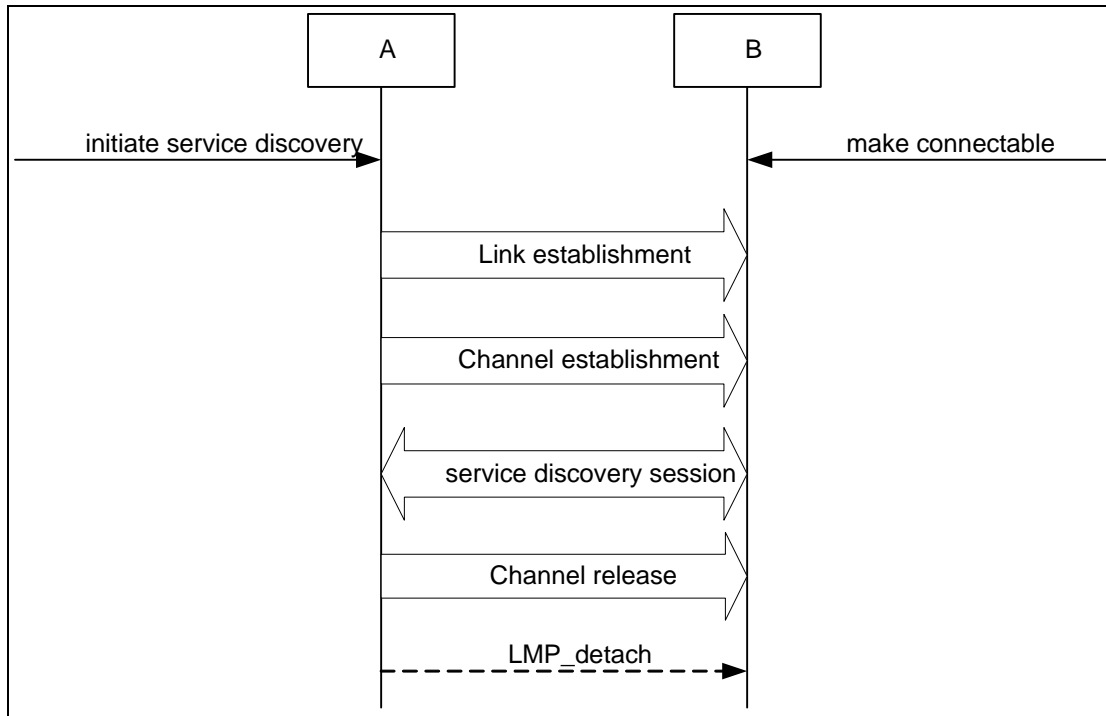 A
B
initiate service discovery
make connectable
Link establishment
Channel establishment
service discovery session
Channel release
LMP_detach